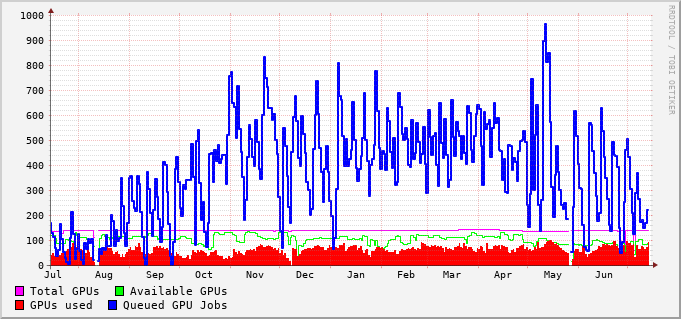 1000
900
800
700
600
500
400
300
200
100
0
Jul Aug Sep Oct Nov Dec Jan Feb Mar Apr May Jun
Total GPUs Available GPUs
GPUs used Queued GPU Jobs
RRDTOOL / TOBI OETIKER